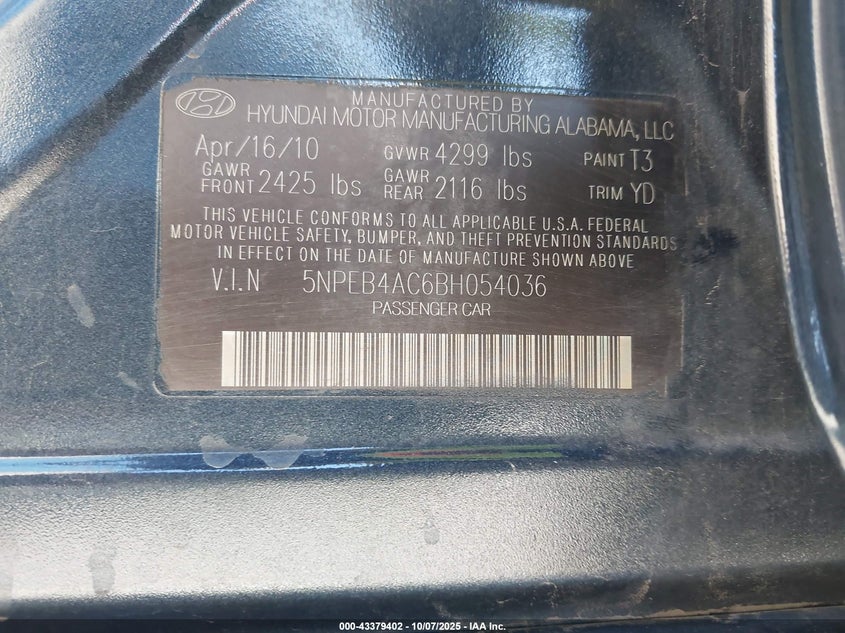 MANUFACTURED BY
HYUNDAI MOTOR MANUFACTURING ALABAMA, LLC
Apr/16/10 GVWR 4299 lbs PAINT T3
GAWR FRONT 2425 lbs GAWR REAR 2116 lbs TRIM YD
THIS VEHICLE CONFORMS TO ALL APPLICABLE U.S.A. FEDERAL
MOTOR VEHICLE SAFETY, BUMPER, AND THEFT PREVENTION STANDARDS
IN EFFECT ON THE DATE OF MANUFACTURE SHOWN ABOVE
V.I.N 5NPEB4AC6BH054036
PASSENGER CAR
000-43379402 - 10/07/2025 - IAA Inc.